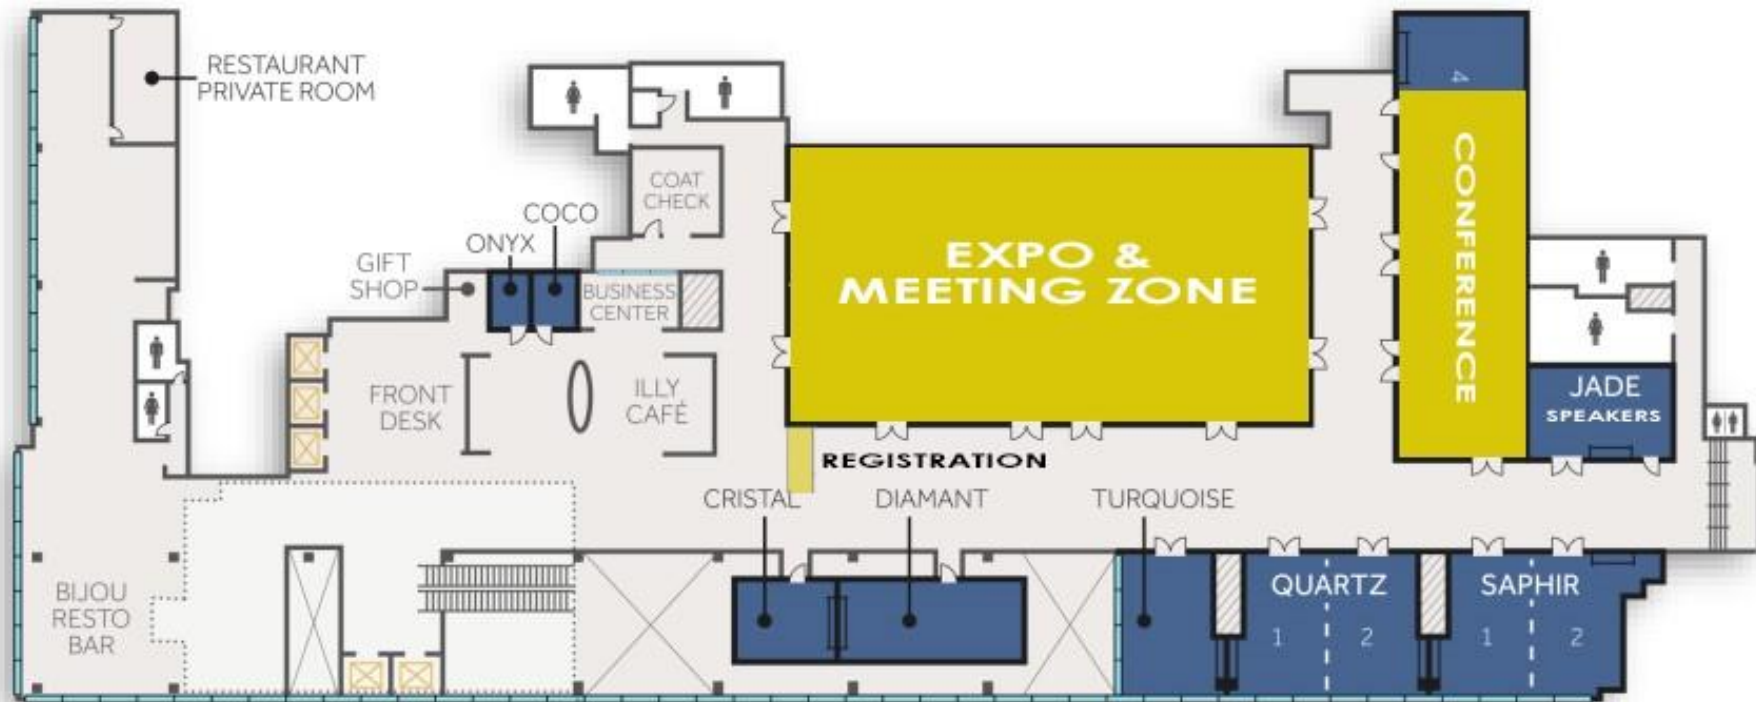 RESTAURANT
PRIVATE ROOM
4
CONFERENCE
COAT
CHECK
COCO
ONYX
GIFT
SHOP
BUSINESS
CENTER
EXPO &
MEETING ZONE
FRONT
DESK
ILLY
CAFÉ
JADE
SPEAKERS
REGISTRATION
CRISTAL
DIAMANT
TURQUOISE
BIJOU
RESTO
BAR
QUARTZ
1
2
SAPHIR
1
2